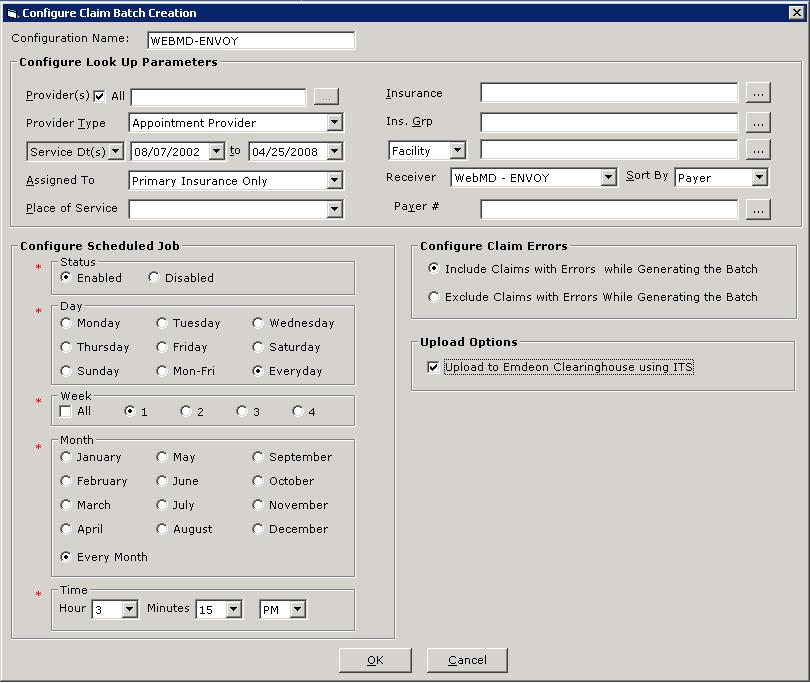 Configure Claim Batch Creation
Configuration Name: WEBMD-ENVOY
Configure Look Up Parameters
Provider(s) All ...
Provider Type Appointment Provider
Service Dt(s) 08/07/2002 to 04/25/2008
Assigned To Primary Insurance Only
Place of Service
Insurance ...
Ins. Grp ...
Facility ...
Receiver WebMD - ENVOY Sort By Payer
Payer # ...
Configure Scheduled Job
* Status
Enabled Disabled
* Day
Monday Tuesday Wednesday
Thursday Friday Saturday
Sunday Mon-Fri Everyday
* Week
All 1 2 3 4
* Month
January May September
February June October
March July November
April August December
Every Month
* Time
Hour 3 Minutes 15 PM
Configure Claim Errors
Include Claims with Errors while Generating the Batch
Exclude Claims with Errors While Generating the Batch
Upload Options
Upload to Emdeon Clearinghouse using ITS
OK Cancel